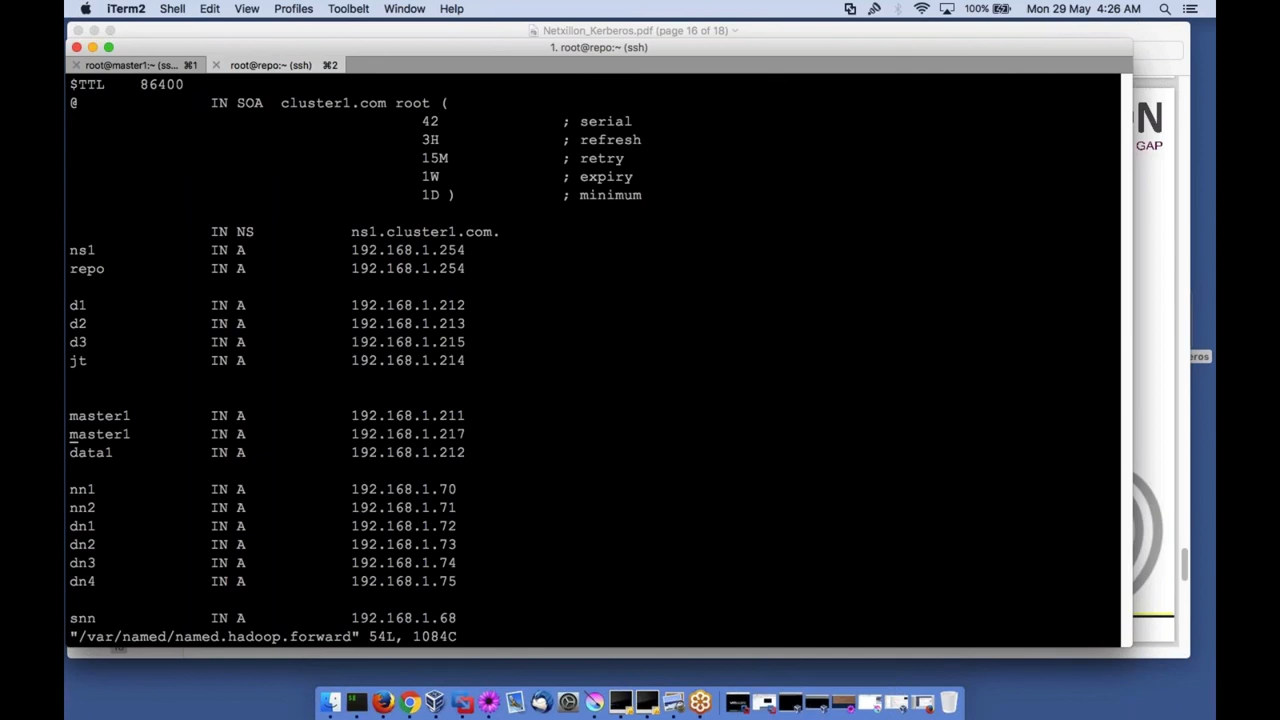 iTerm2 Shell Edit View Profiles Toolbelt Window Help 100% Mon 29 May 4:26 AM
Netxillon_Kerberos.pdf (page 16 of 18)
1. root@repo:~ (ssh)
root@master1:~ (ss... ⌘1 root@repo:~ (ssh) ⌘2
$TTL 86400
@ IN SOA cluster1.com root (
42 ; serial
3H ; refresh
15M ; retry
1W ; expiry
1D ) ; minimum
IN NS ns1.cluster1.com.
ns1 IN A 192.168.1.254
repo IN A 192.168.1.254
d1 IN A 192.168.1.212
d2 IN A 192.168.1.213
d3 IN A 192.168.1.215
jt IN A 192.168.1.214
master1 IN A 192.168.1.211
master1 IN A 192.168.1.217
data1 IN A 192.168.1.212
nn1 IN A 192.168.1.70
nn2 IN A 192.168.1.71
dn1 IN A 192.168.1.72
dn2 IN A 192.168.1.73
dn3 IN A 192.168.1.74
dn4 IN A 192.168.1.75
snn IN A 192.168.1.68
"/var/named/named.hadoop.forward" 54L, 1084C
ON
GAP
eros